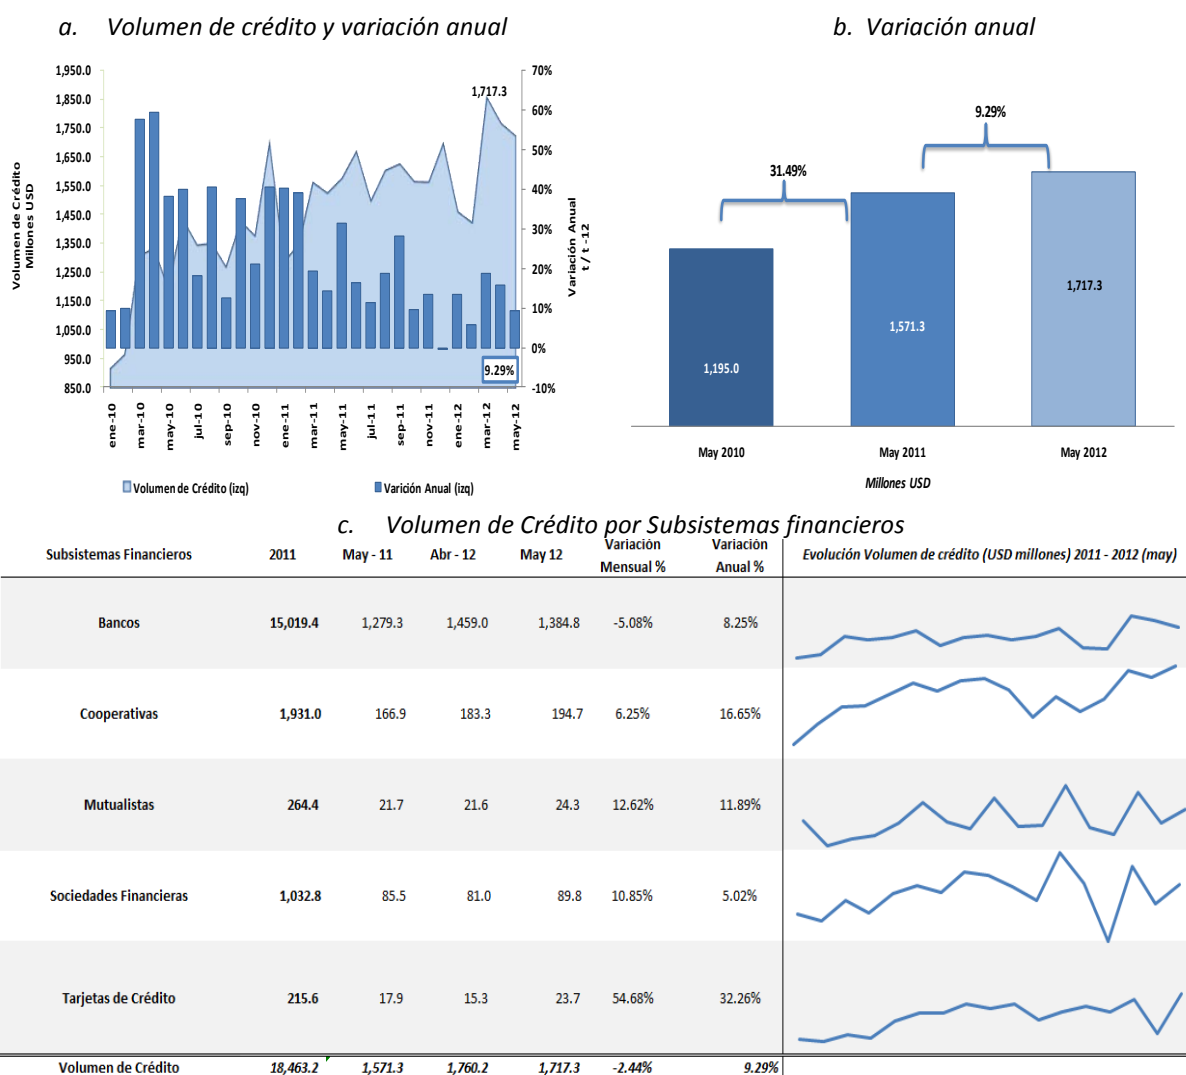 a. Volumen de crédito y variación anual
b. Variación anual
Volumen de Crédito
Millones USD
1,950.0
1,850.0
1,750.0
1,650.0
1,550.0
1,450.0
1,350.0
1,250.0
1,150.0
1,050.0
950.0
850.0
1,717.3
9.29%
70%
60%
50%
40%
30%
20%
10%
0%
-10%
Variación Anual
t / t -12
ene-10
mar-10
may-10
jul-10
sep-10
nov-10
ene-11
mar-11
may-11
jul-11
sep-11
nov-11
ene-12
mar-12
may-12
Volumen de Crédito (izq)
Varición Anual (izq)
31.49%
9.29%
1,195.0
1,571.3
1,717.3
May 2010
May 2011
May 2012
Millones USD
c. Volumen de Crédito por Subsistemas financieros
Subsistemas Financieros 2011 May - 11 Abr - 12 May 12 Variación Mensual % Variación Anual % Evolución Volumen de crédito (USD millones) 2011 - 2012 (may)
Bancos 15,019.4 1,279.3 1,459.0 1,384.8 -5.08% 8.25%
Cooperativas 1,931.0 166.9 183.3 194.7 6.25% 16.65%
Mutualistas 264.4 21.7 21.6 24.3 12.62% 11.89%
Sociedades Financieras 1,032.8 85.5 81.0 89.8 10.85% 5.02%
Tarjetas de Crédito 215.6 17.9 15.3 23.7 54.68% 32.26%
Volumen de Crédito 18,463.2 1,571.3 1,760.2 1,717.3 -2.44% 9.29%